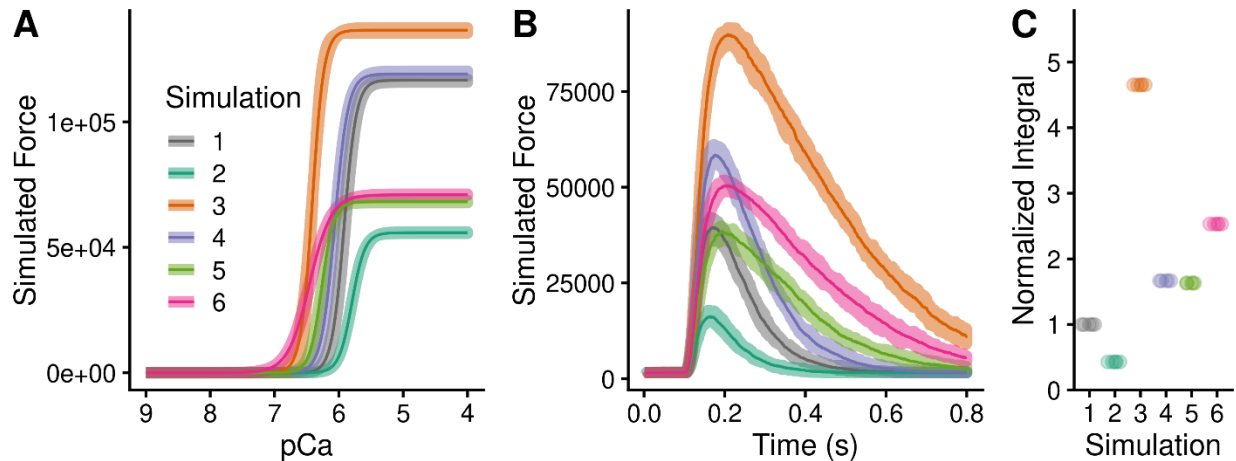 A
Simulated Force
1e+05
5e+04
0e+00
Simulation
1
2
3
4
5
6
9 8 7 6 5 4
pCa
B
Simulated Force
75000
50000
25000
0
0.0 0.2 0.4 0.6 0.8
Time (s)
C
Normalized Integral
5
4
3
2
1
0
1 2 3 4 5 6
Simulation